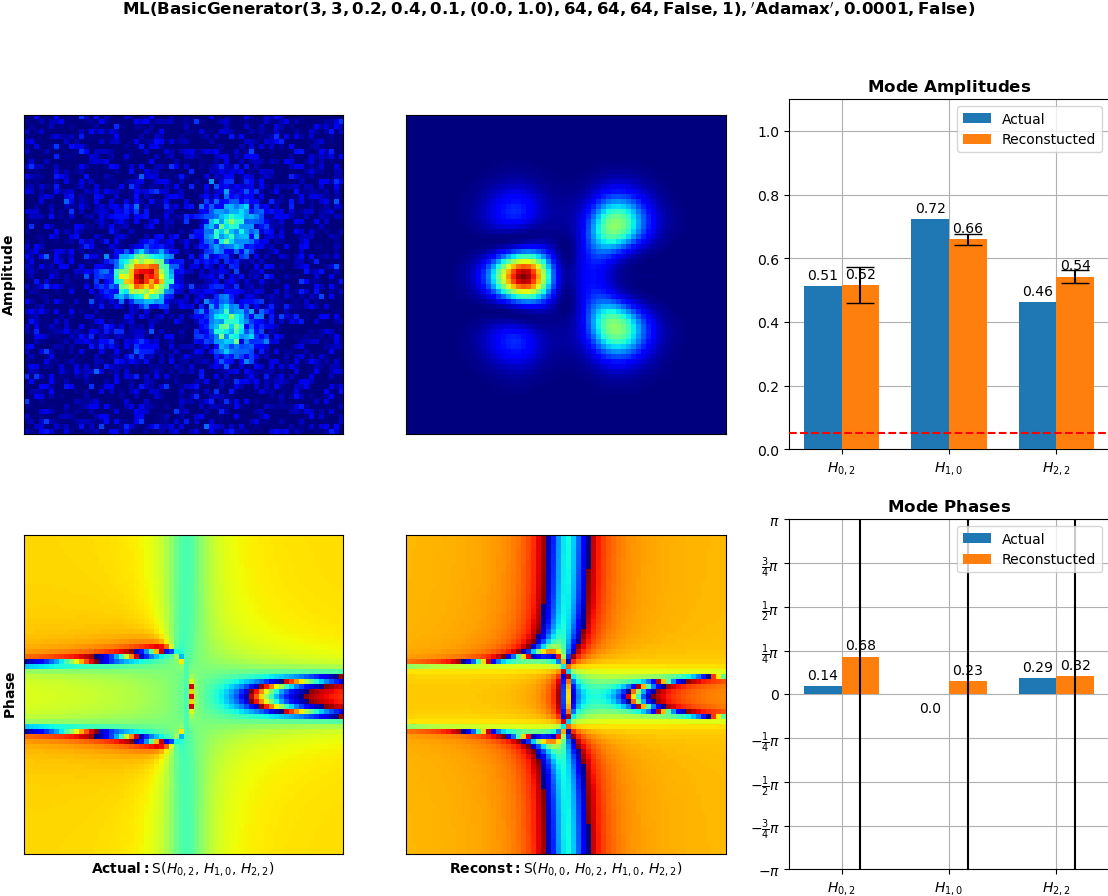 ML(BasicGenerator(3, 3, 0.2, 0.4, 0.1, (0.0, 1.0), 64, 64, 64, False, 1), ′Adamax′, 0.0001, False)
Amplitude
Mode Amplitudes
Actual
Reconstucted
1.0
0.8
0.6
0.4
0.2
0.0
0.51
0.52
0.72
0.66
0.46
0.54
H0,2
H1,0
H2,2
Phase
Actual: S(H0,2, H1,0, H2,2)
Reconst: S(H0,0, H0,2, H1,0, H2,2)
Mode Phases
Actual
Reconstucted
π
3/4π
1/2π
1/4π
0
−1/4π
−1/2π
−3/4π
−π
0.14
0.68
0.0
0.23
0.29
0.32
H0,2
H1,0
H2,2